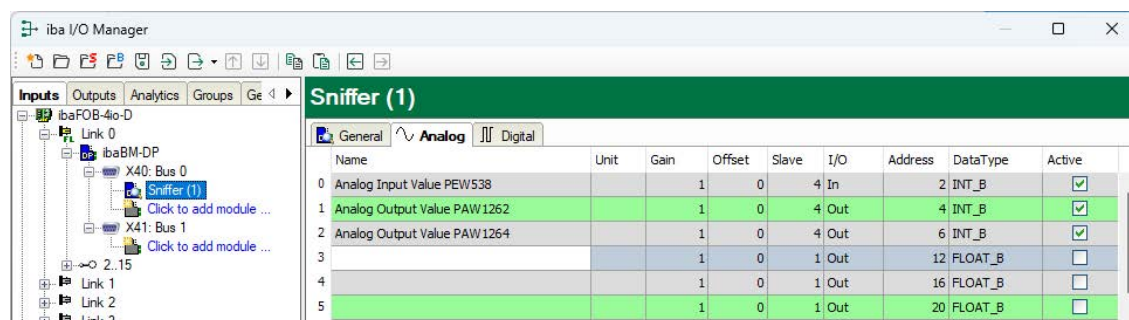 iba I/O Manager
Inputs Outputs Analytics Groups Ge
ibaFOB-4io-D
Link 0
ibaBM-DP
X40: Bus 0
Sniffer (1)
Click to add module ...
X41: Bus 1
Click to add module ...
2..15
Link 1
Link 2
Sniffer (1)
General Analog Digital
Name Unit Gain Offset Slave I/O Address DataType Active
0 Analog Input Value PEW538 1 0 4 In 2 INT_B
1 Analog Output Value PAW1262 1 0 4 Out 4 INT_B
2 Analog Output Value PAW1264 1 0 4 Out 6 INT_B
3 1 0 1 Out 12 FLOAT_B
4 1 0 1 Out 16 FLOAT_B
5 1 0 1 Out 20 FLOAT_B